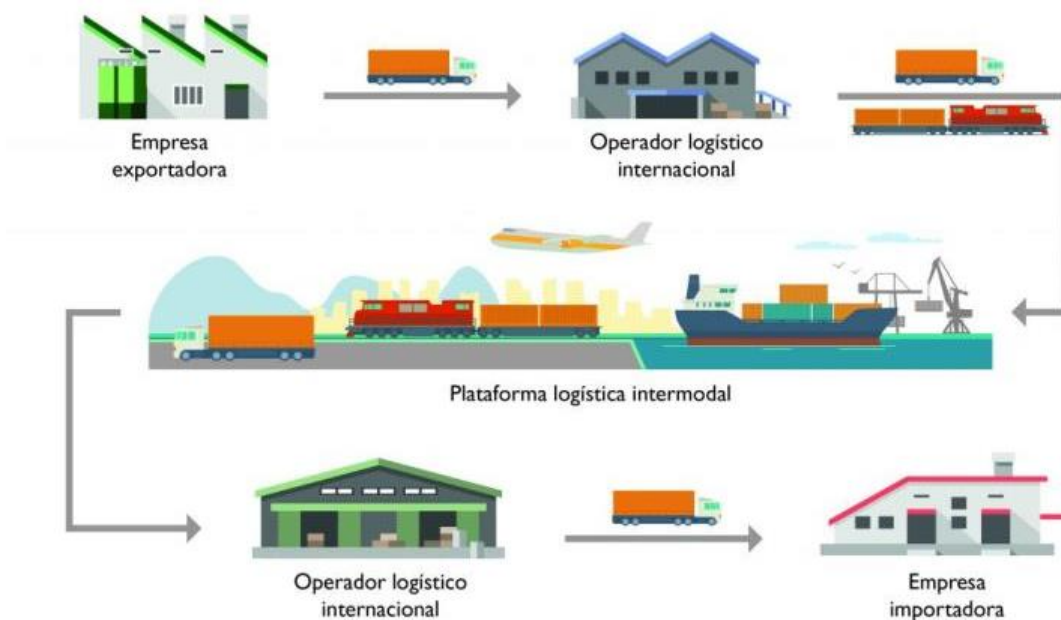 Empresa
exportadora
Operador logístico
internacional
Plataforma logística intermodal
Operador logístico
internacional
Empresa
importadora